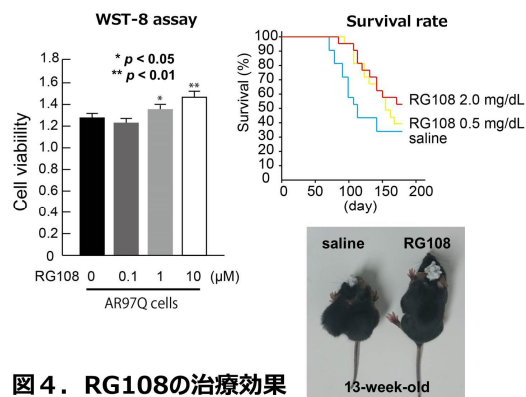 WST-8 assay
* p < 0.05
** p < 0.01
Cell viabiility
1.8
1.6
1.4
1.2
1.0
0.8
0.6
0.4
0.2
0
*
**
RG108 0 0.1 1 10 (μM)
AR97Q cells
Survival rate
Survival (%)
100
90
80
70
60
50
40
30
20
10
0
0 50 100 150 200
(day)
RG108 2.0 mg/dL
RG108 0.5 mg/dL
saline
saline RG108
13-week-old
図４．RG108の治療効果